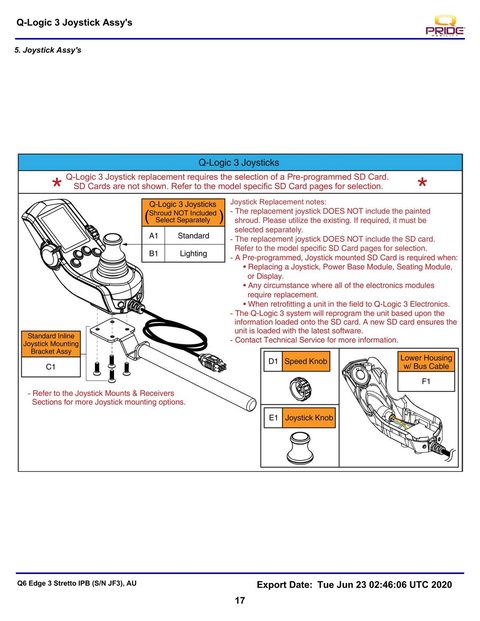 Q-Logic 3 Joystick Assy's
Q
PRIDE
5. Joystick Assy's
Q-Logic 3 Joysticks
* Q-Logic 3 Joystick replacement requires the selection of a Pre-programmed SD Card. *
SD Cards are not shown. Refer to the model specific SD Card pages for selection.
Q-Logic 3 Joysticks
(Shroud NOT Included
Select Separately)
A1 Standard
B1 Lighting
Joystick Replacement notes:
- The replacement joystick DOES NOT include the painted
shroud. Please utilize the existing. If required, it must be
selected separately.
- The replacement joystick DOES NOT include the SD card.
Refer to the model specific SD Card pages for selection.
- A Pre-programmed, Joystick mounted SD Card is required when:
• Replacing a Joystick, Power Base Module, Seating Module,
or Display.
• Any circumstance where all of the electronics modules
require replacement.
• When retrofitting a unit in the field to Q-Logic 3 Electronics.
- The Q-Logic 3 system will reprogram the unit based upon the
information loaded onto the SD card. A new SD card ensures the
unit is loaded with the latest software.
- Contact Technical Service for more information.
Standard Inline
Joystick Mounting
Bracket Assy
C1
- Refer to the Joystick Mounts & Receivers
Sections for more Joystick mounting options.
D1 Speed Knob
E1 Joystick Knob
Lower Housing
w/ Bus Cable
F1
Q6 Edge 3 Stretto IPB (S/N JF3), AU
Export Date: Tue Jun 23 02:46:06 UTC 2020
17